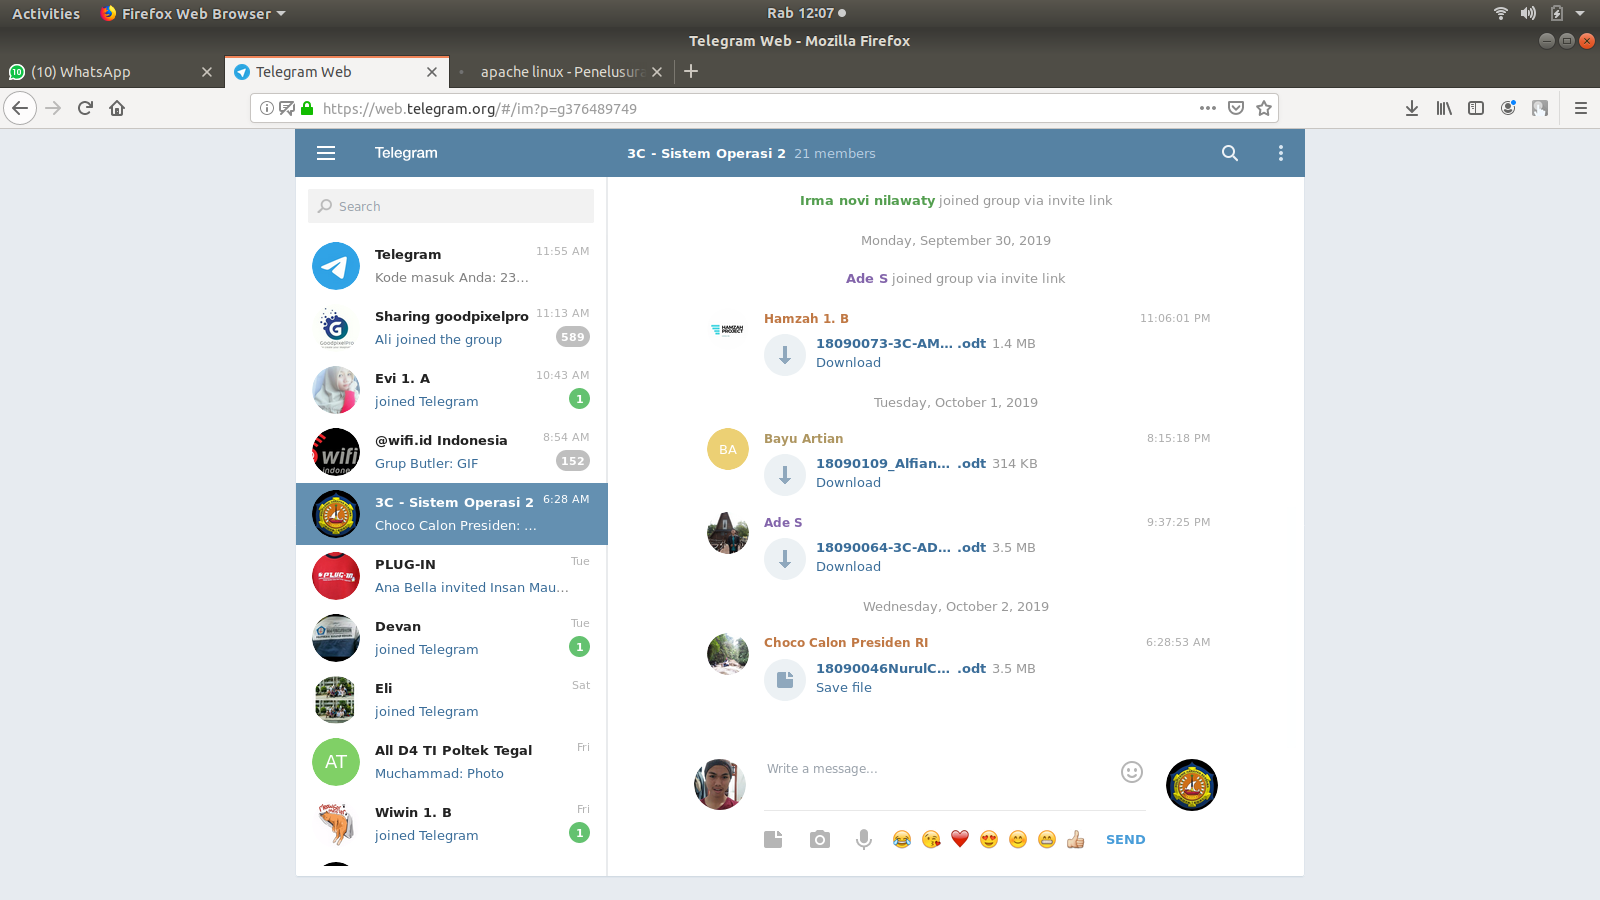 Activities Firefox Web Browser Rab 12:07
Telegram Web - Mozilla Firefox
(10) WhatsApp Telegram Web apache linux - Penelusura
https://web.telegram.org/#/im?p=g376489749
Telegram 3C - Sistem Operasi 2 21 members
Search
Telegram 11:55 AM
Kode masuk Anda: 23...
Sharing goodpixelpro 11:13 AM
Ali joined the group 589
Evi 1. A 10:43 AM
joined Telegram 1
@wifi.id Indonesia 8:54 AM
Grup Butler: GIF 152
3C - Sistem Operasi 2 6:28 AM
Choco Calon Presiden: ...
PLUG-IN Tue
Ana Bella invited Insan Mau...
Devan Tue
joined Telegram 1
Eli Sat
joined Telegram
AT
All D4 TI Poltek Tegal Fri
Muchammad: Photo
Wiwin 1. B Fri
joined Telegram 1
Irma novi nilawaty joined group via invite link
Monday, September 30, 2019
Ade S joined group via invite link
HAMZAH PROJECT
Hamzah 1. B 11:06:01 PM
18090073-3C-AM... .odt 1.4 MB
Download
Tuesday, October 1, 2019
BA
Bayu Artian 8:15:18 PM
18090109_Alfian... .odt 314 KB
Download
Ade S 9:37:25 PM
18090064-3C-AD... .odt 3.5 MB
Download
Wednesday, October 2, 2019
Choco Calon Presiden RI 6:28:53 AM
18090046NurulC... .odt 3.5 MB
Save file
Write a message...
SEND